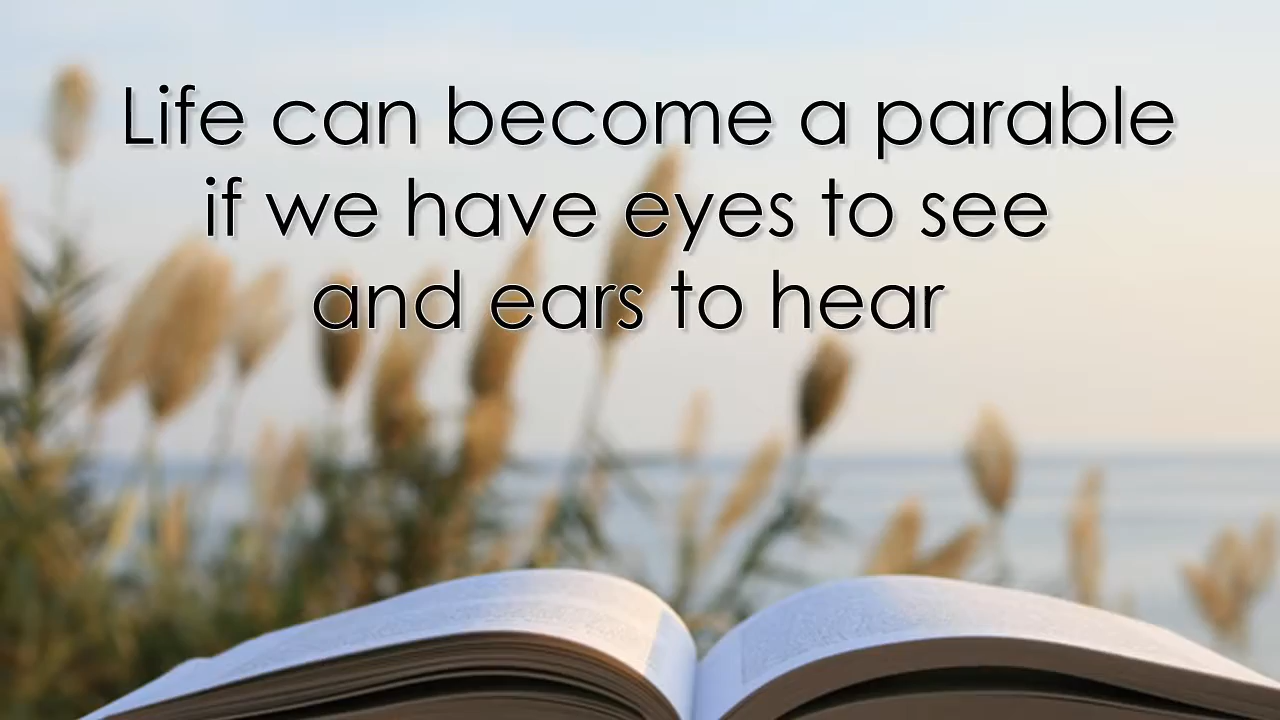 Life can become a parable
if we have eyes to see
and ears to hear